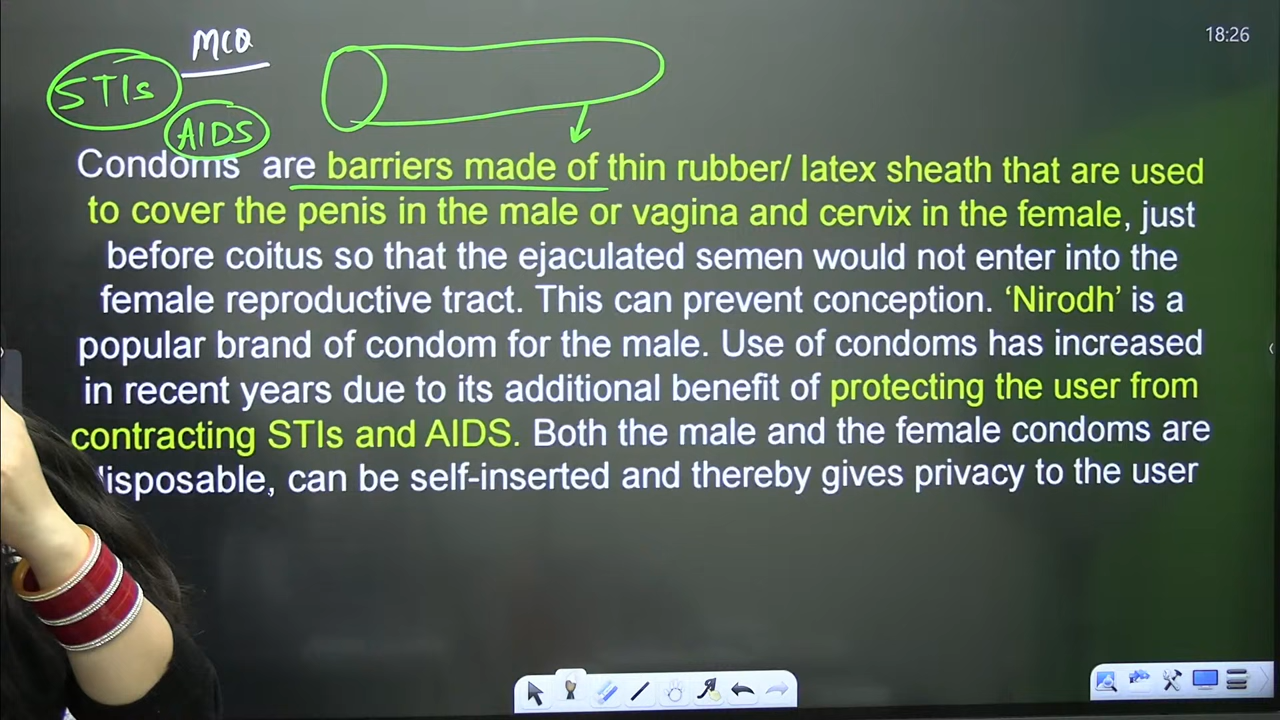 18:26
MCQ
STIs
AIDS
Condoms are barriers made of thin rubber/ latex sheath that are used
to cover the penis in the male or vagina and cervix in the female, just
before coitus so that the ejaculated semen would not enter into the
female reproductive tract. This can prevent conception. ‘Nirodh’ is a
popular brand of condom for the male. Use of condoms has increased
in recent years due to its additional benefit of protecting the user from
contracting STIs and AIDS. Both the male and the female condoms are
disposable, can be self-inserted and thereby gives privacy to the user